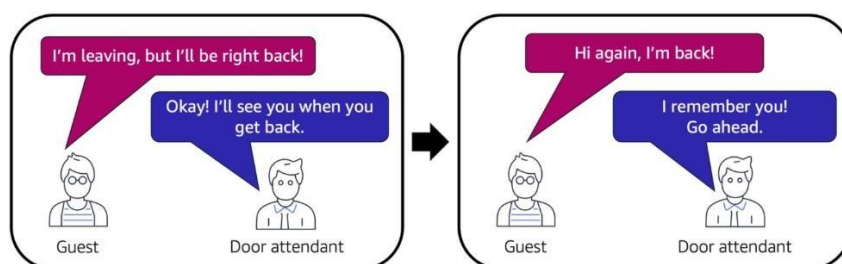 I'm leaving, but I'll be right back!
Okay! I'll see you when you
get back.
Guest
Door attendant
Hi again, I'm back!
I remember you!
Go ahead.
Guest
Door attendant